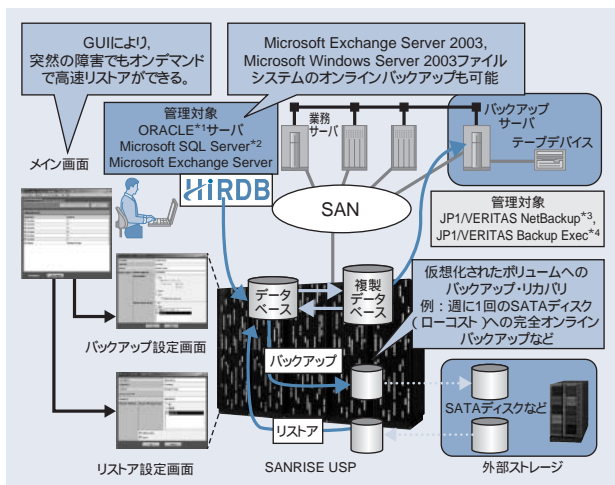 GUIにより,
突然の障害でもオンデマンド
で高速リストアができる。
Microsoft Exchange Server 2003,
Microsoft Windows Server 2003ファイル
システムのオンラインバックアップも可能
管理対象
ORACLE*1サーバ
Microsoft SQL Server*2
Microsoft Exchange Server
HiRDB
業務
サーバ
バックアップ
サーバ
テープデバイス
メイン画面
SAN
管理対象
JP1/VERITAS NetBackup*3,
JP1/VERITAS Backup Exec*4
データ
ベース
複製
データ
ベース
仮想化されたボリュームへの
バックアップ・リカバリ
例：週に1回のSATAディスク
(ローコスト)への完全オンライン
バックアップなど
バックアップ設定画面
バックアップ
SATAディスクなど
リストア
リストア設定画面
SANRISE USP
外部ストレージ